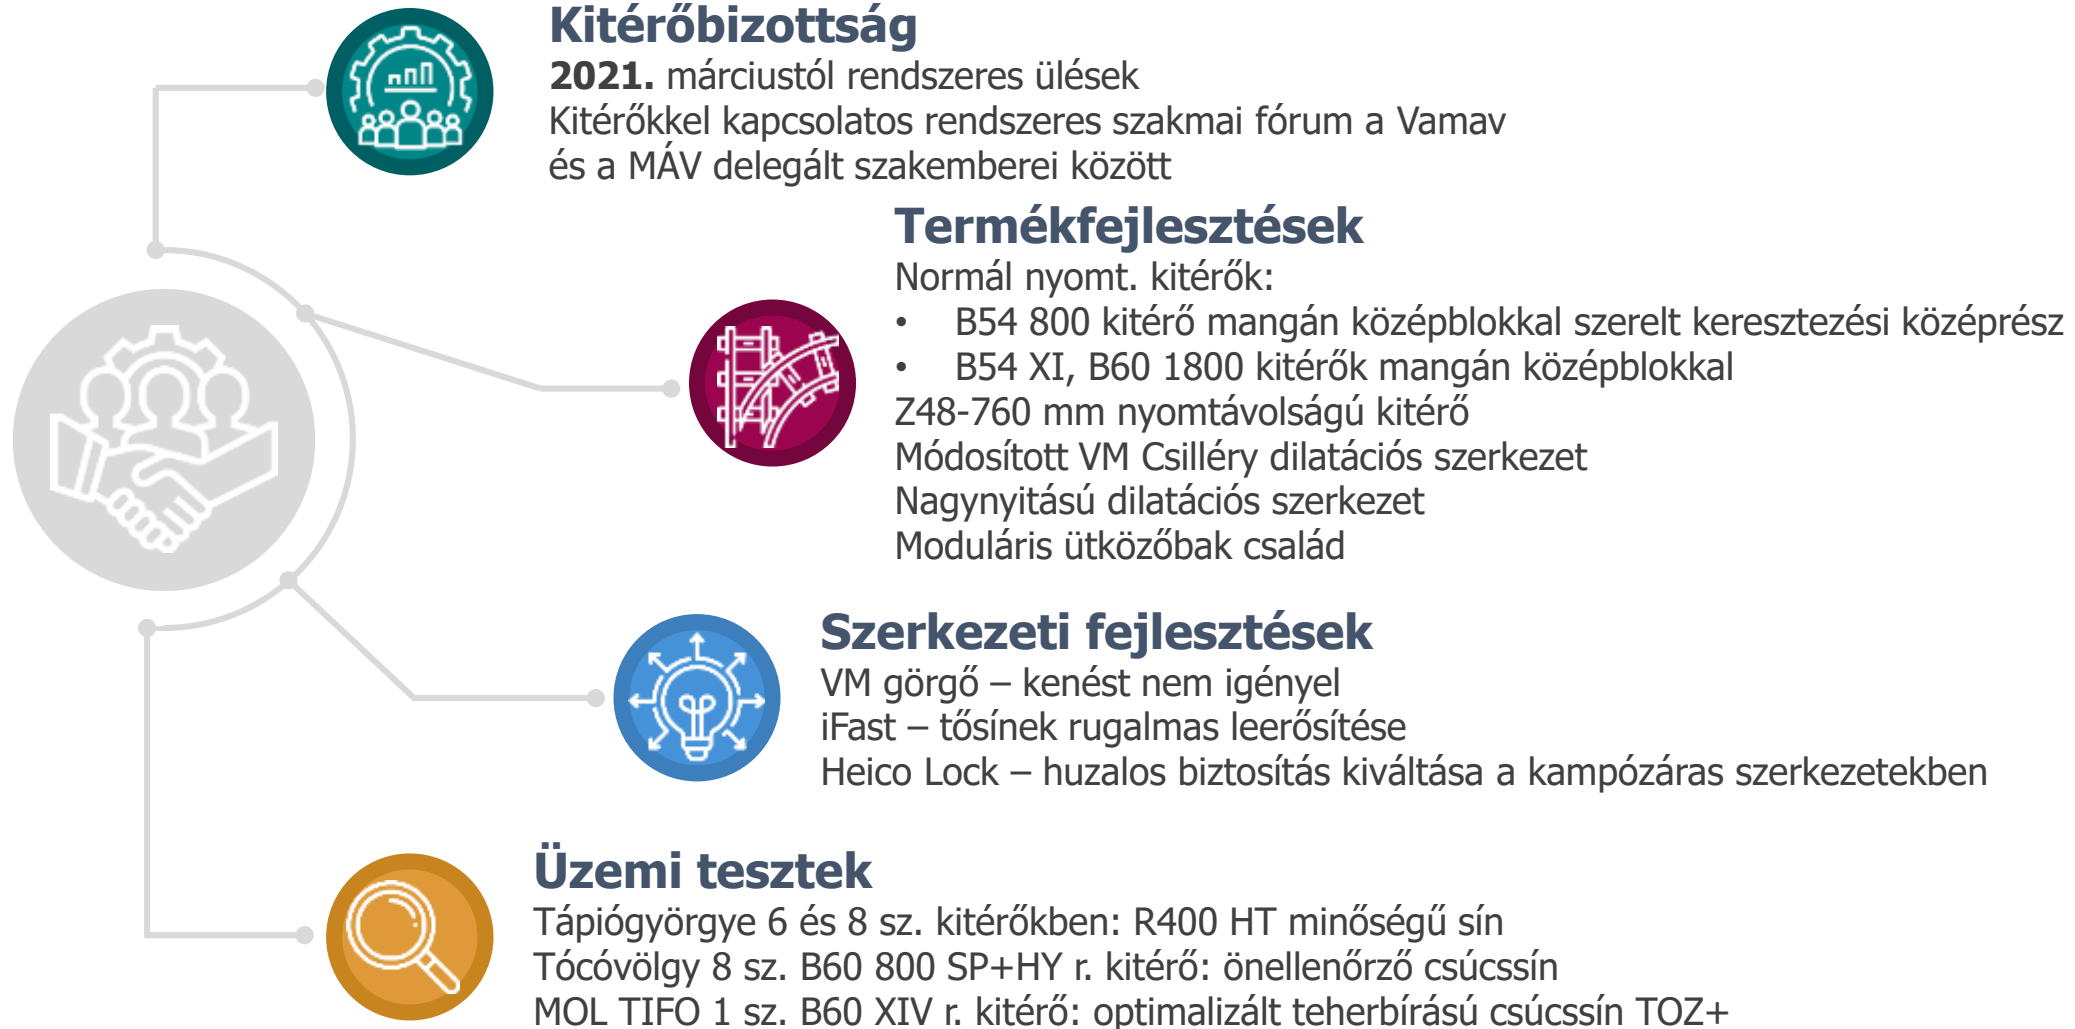 Kitérőbizottság
2021. márciustól rendszeres ülések
Kitérőkkel kapcsolatos rendszeres szakmai fórum a Vamav
és a MÁV delegált szakemberei között
Termékfejlesztések
Normál nyomt. kitérők:
• B54 800 kitérő mangán középblokkal szerelt keresztezési középrész
• B54 XI, B60 1800 kitérők mangán középblokkal
Z48-760 mm nyomtávolságú kitérő
Módosított VM Csilléry dilatációs szerkezet
Nagynyitású dilatációs szerkezet
Moduláris ütközőbak család
Szerkezeti fejlesztések
VM görgő – kenést nem igényel
iFast – tősínek rugalmas leerősítése
Heico Lock – huzalos biztosítás kiváltása a kampózáras szerkezetekben
Üzemi tesztek
Tápiógyörgye 6 és 8 sz. kitérőkben: R400 HT minőségű sín
Tócóvölgy 8 sz. B60 800 SP+HY r. kitérő: önellenőrző csúcssín
MOL TIFO 1 sz. B60 XIV r. kitérő: optimalizált teherbírású csúcssín TOZ+